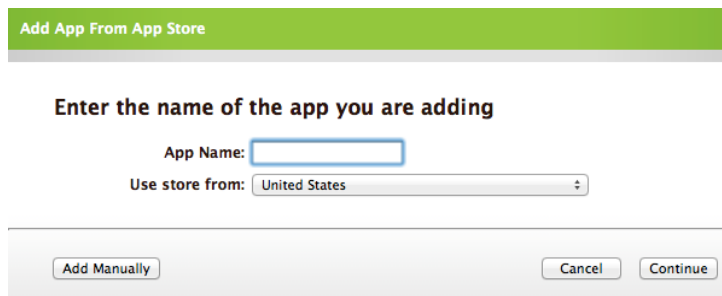 Add App From App Store
Enter the name of the app you are adding
App Name:
Use store from: United States
Add Manually Cancel Continue